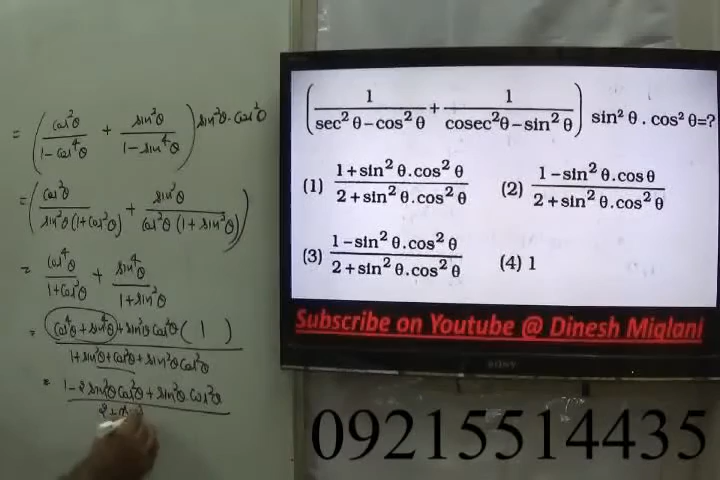 = (cos²θ/1-cos⁴θ + sin²θ/1-sin⁴θ) sin²θ·cos²θ
= (cos²θ/sin²θ(1+cos²θ) + sin²θ/cos²θ(1+sin²θ))
= cos⁴θ/1+cos²θ + sin⁴θ/1+sin²θ
= cos⁴θ+sin⁴θ+sin²θcos²θ(1)/1+sin²θ+cos²θ+sin²θcos²θ
= 1-2sin²θcos²θ+sin²θcos²θ/2+
(1/sec²θ-cos²θ + 1/cosec²θ-sin²θ) sin²θ.cos²θ=?
(1) 1+sin²θ.cos²θ/2+sin²θ.cos²θ (2) 1-sin²θ.cosθ/2+sin²θ.cos²θ
(3) 1-sin²θ.cos²θ/2+sin²θ.cos²θ (4) 1
Subscribe on Youtube @ Dinesh Miglani
SONY
09215514435